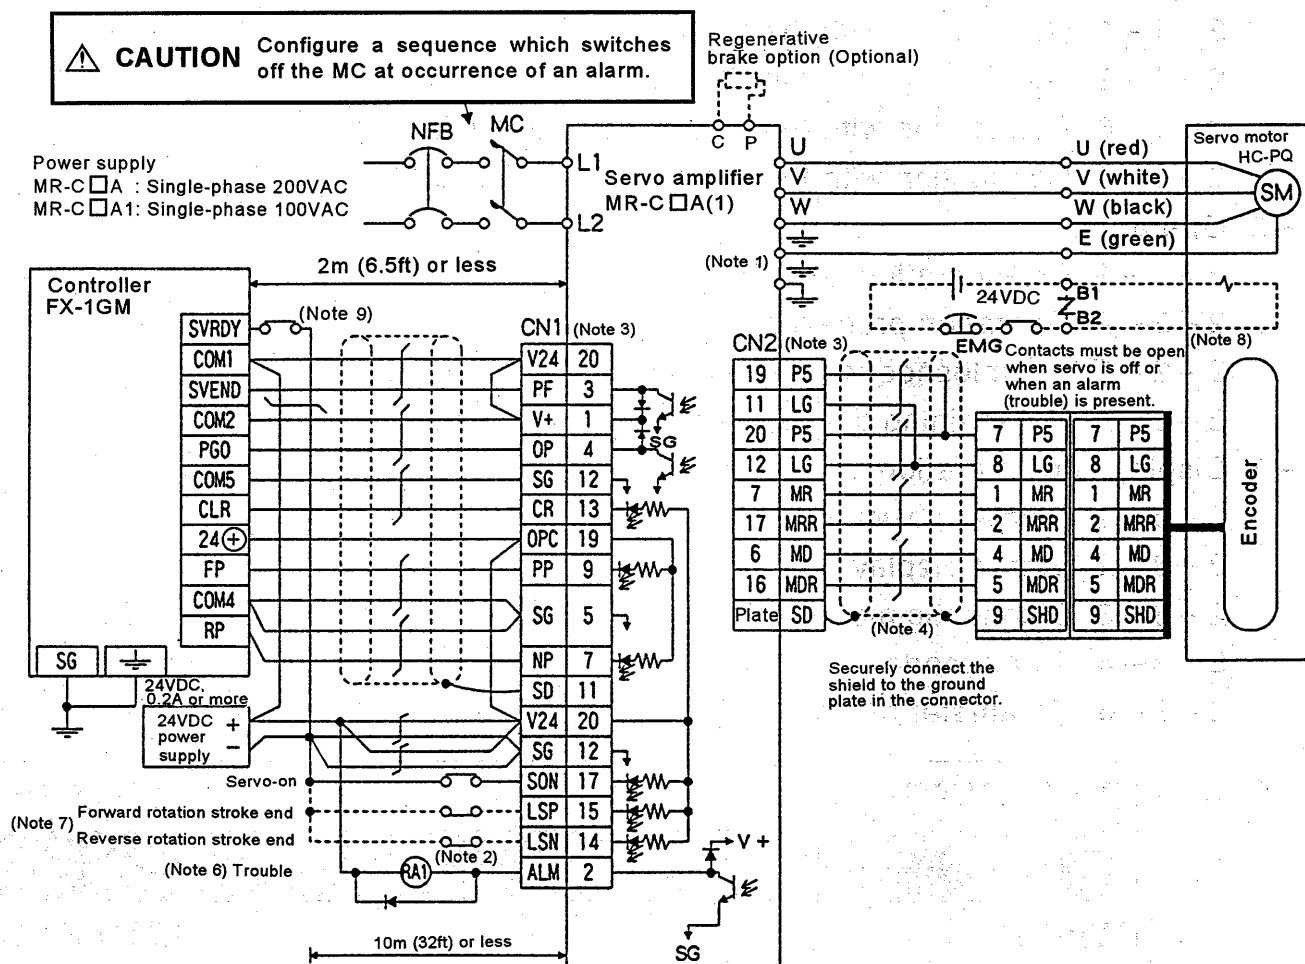 CAUTION Configure a sequence which switches
off the MC at occurrence of an alarm.
Regenerative
brake option (Optional)
C P
NFB MC
Power supply
MR-C□A : Single-phase 200VAC
MR-C□A1: Single-phase 100VAC
L1
L2
Servo amplifier
MR-C□A(1)
U
V
W
U (red)
V (white)
W (black)
E (green)
Servo motor
HC-PQ
SM
(Note 1)
2m (6.5ft) or less
Controller
FX-1GM
SVRDY
COM1
SVEND
COM2
PG0
COM5
CLR
24+
FP
COM4
RP
SG
(Note 9)
CN1 (Note 3)
V24 20
PF 3
V+ 1
OP 4
SG 12
CR 13
OPC 19
PP 9
SG 5
NP 7
SD 11
V24 20
SG 12
SON 17
LSP 15
LSN 14
ALM 2
SG
24VDC,
0.2A or more
24VDC +
power
supply −
Servo-on
(Note 7) Forward rotation stroke end
Reverse rotation stroke end
(Note 2)
(Note 6) Trouble
RA1
10m (32ft) or less
V +
SG
24VDC
B1
B2
EMG
(Note 8)
Contacts must be open
when servo is off or
when an alarm
(trouble) is present.
CN2 (Note 3)
19 P5
11 LG
20 P5
12 LG
7 MR
17 MRR
6 MD
16 MDR
Plate SD
(Note 4)
7 P5 7 P5
8 LG 8 LG
1 MR 1 MR
2 MRR 2 MRR
4 MD 4 MD
5 MDR 5 MDR
9 SHD 9 SHD
Encoder
Securely connect the
shield to the ground
plate in the connector.